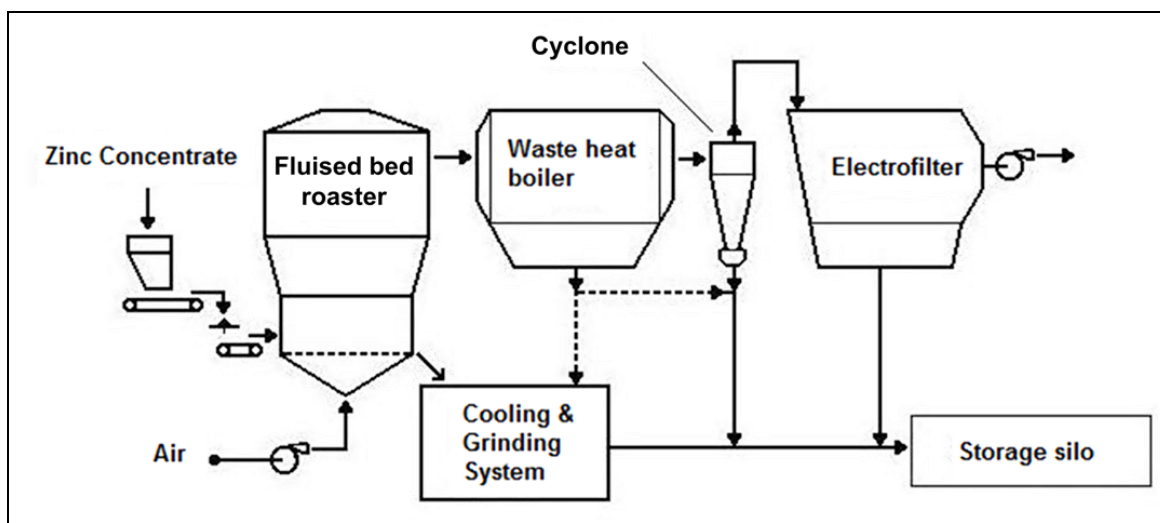 Cyclone
Zinc Concentrate
Fluised bed
roaster
Waste heat
boiler
Electrofilter
Air
Cooling &
Grinding
System
Storage silo